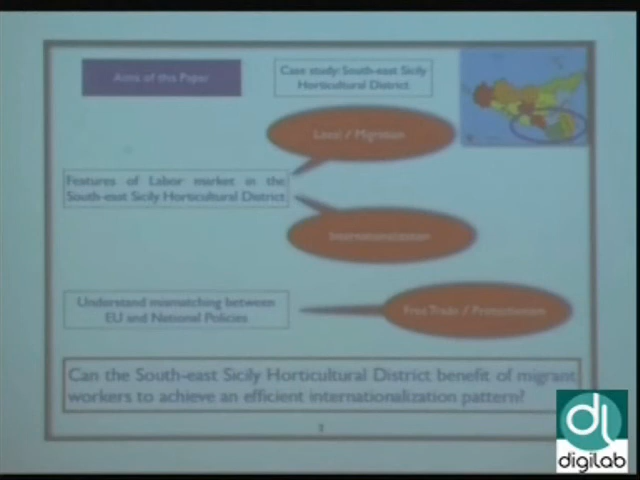 Aims of this Paper
Case study: South-east Sicily
Horticultural District
Local / Migration
Features of Labor market in the
South-east Sicily Horticultural District
Internationalization
Understand mismatching between
EU and National Policies
Free Trade / Protectionism
Can the South-east Sicily Horticultural District benefit of migrant
workers to achieve an efficient internationalization pattern?
digilab